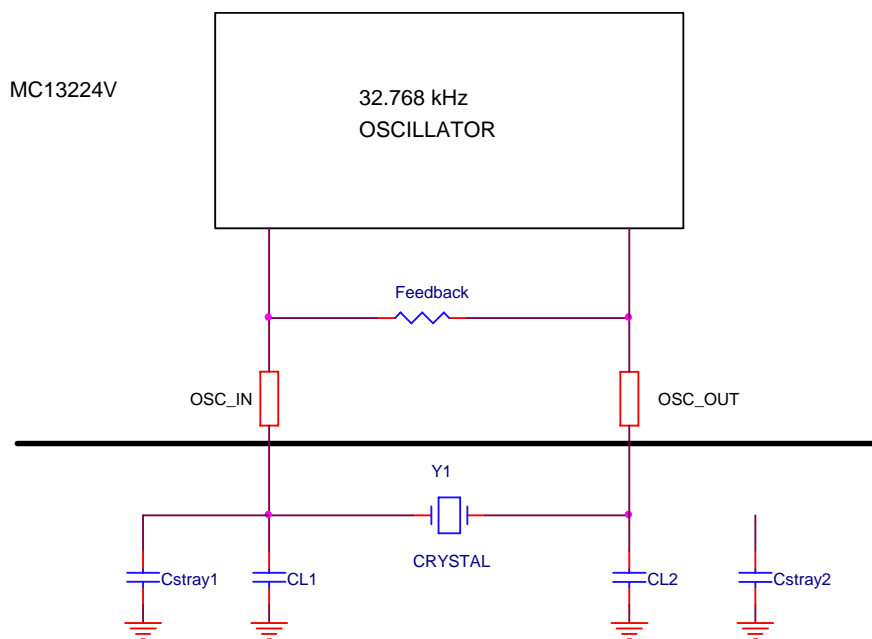 MC13224V
32.768 kHz
OSCILLATOR
Feedback
OSC_IN
OSC_OUT
Y1
CRYSTAL
Cstray1
CL1
CL2
Cstray2